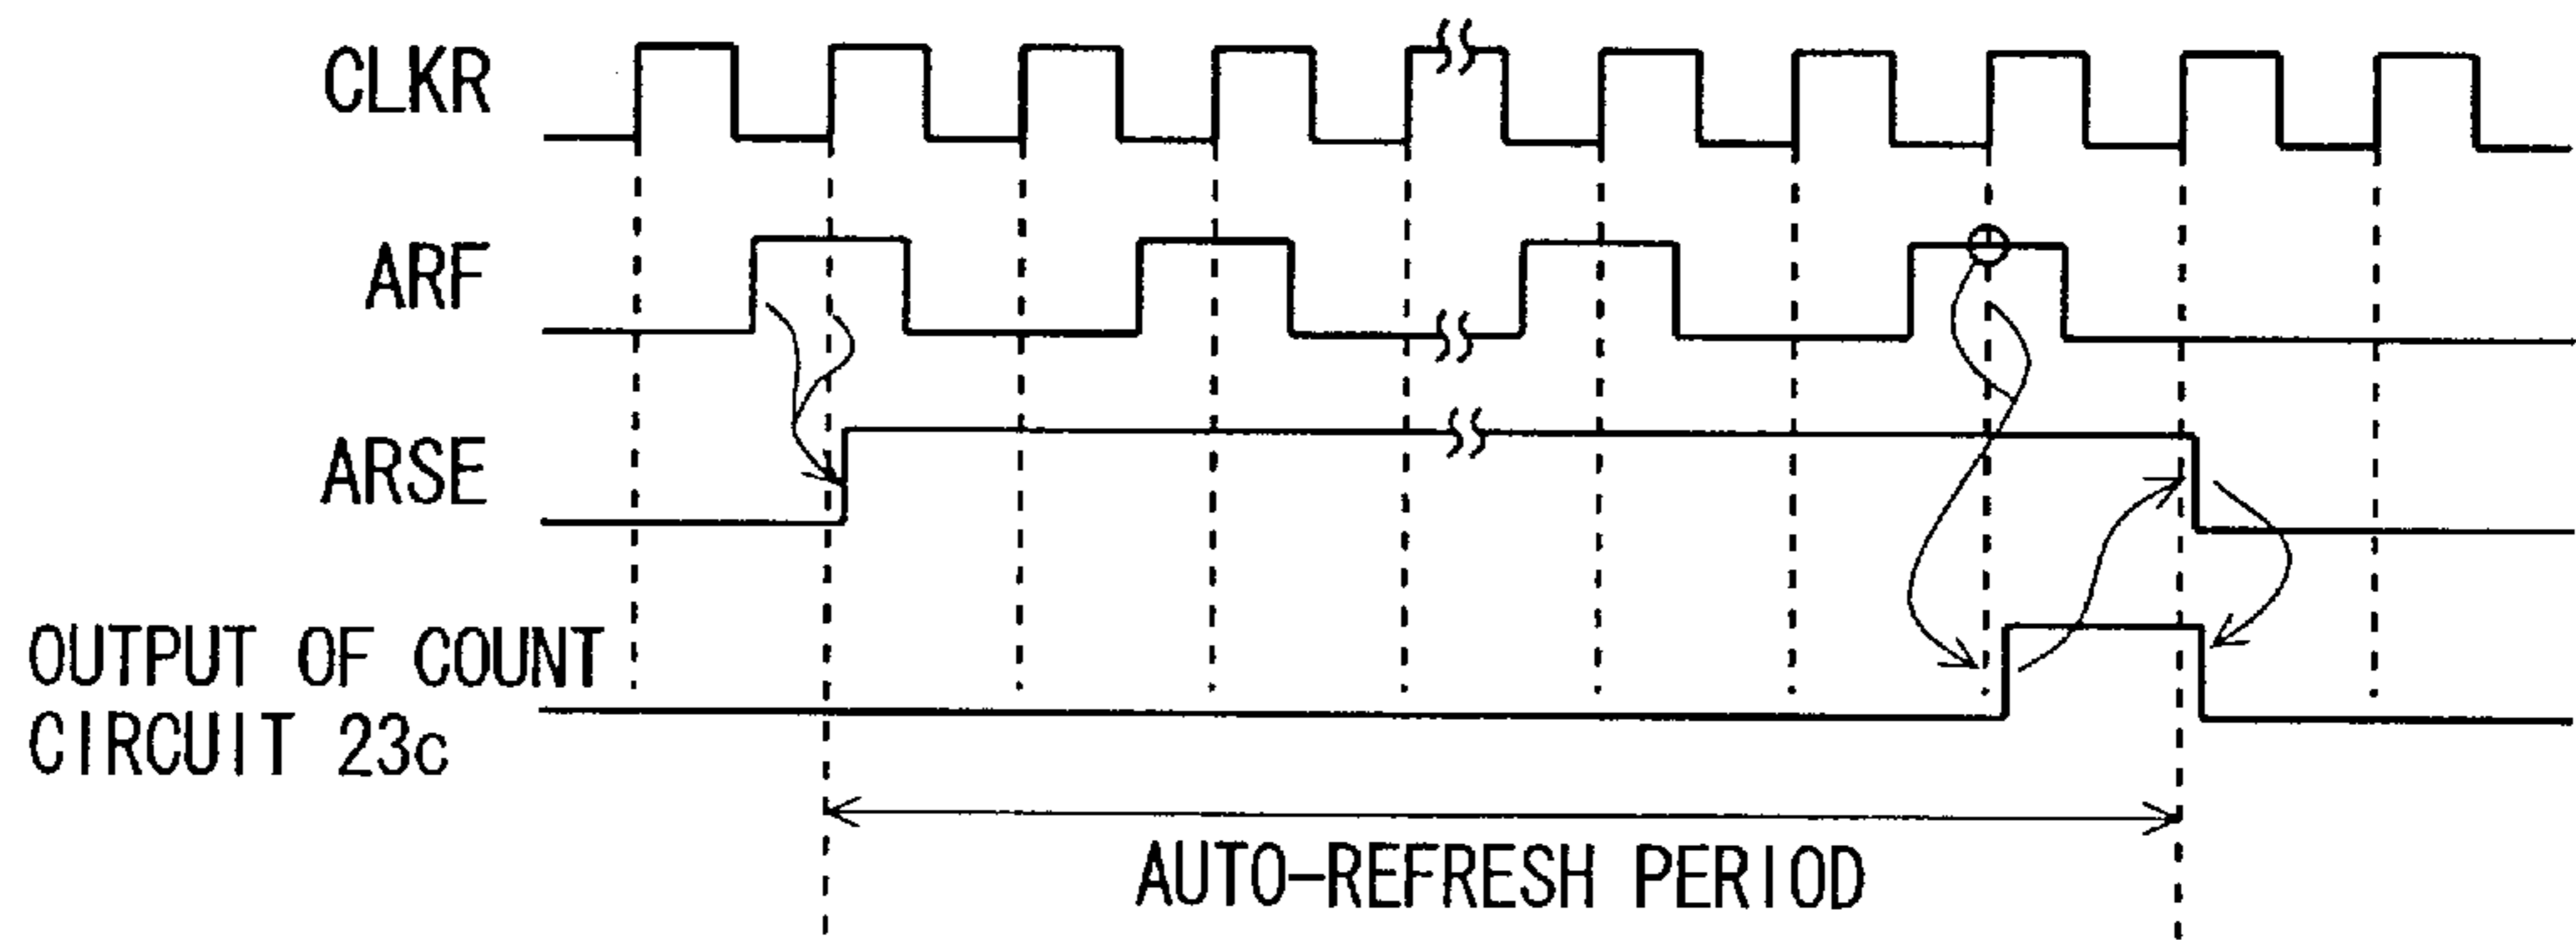 CLKR
ARF
ARSE
OUTPUT OF COUNT
CIRCUIT 23c
AUTO-REFRESH PERIOD